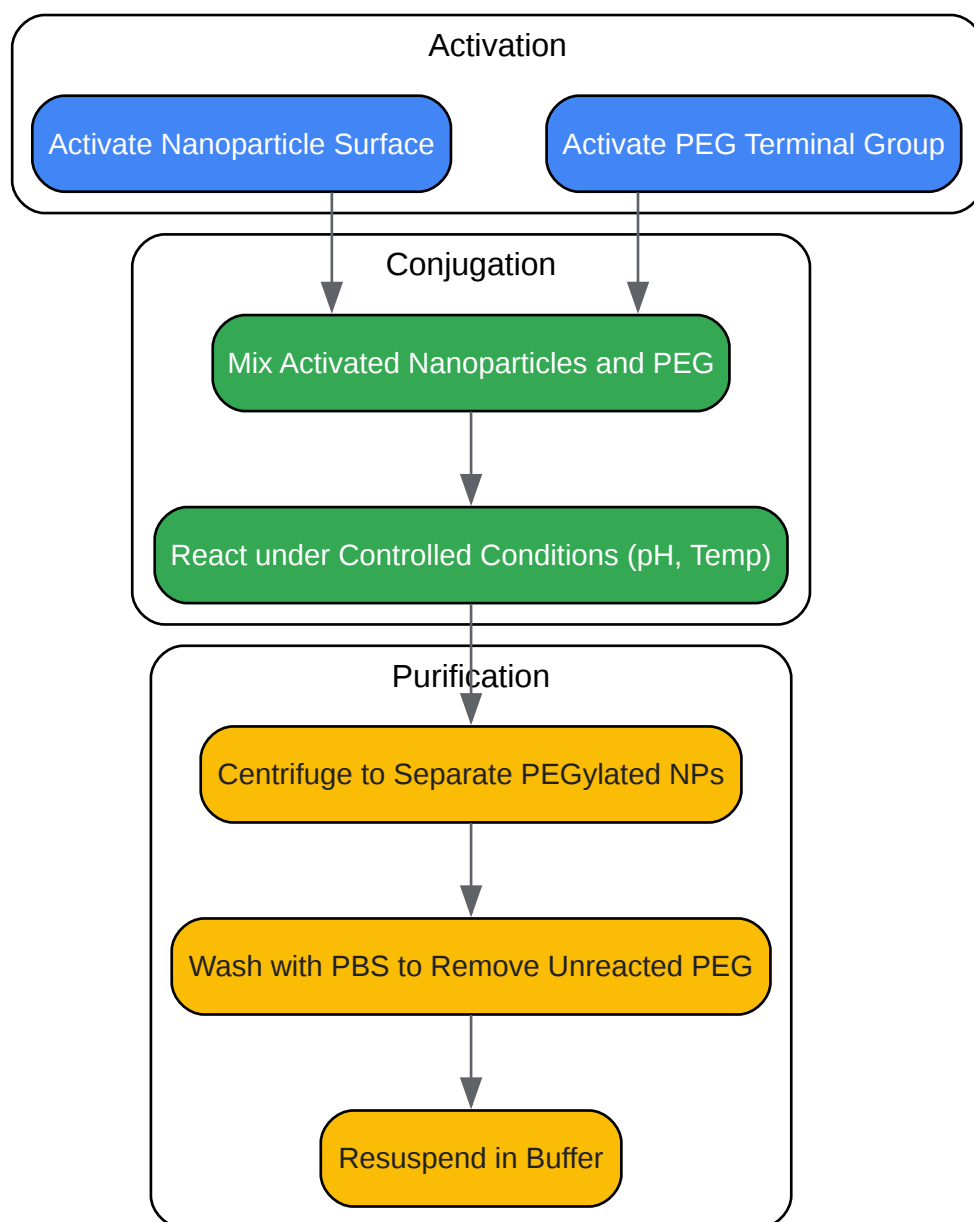 Activation
Activate Nanoparticle Surface
Activate PEG Terminal Group
Conjugation
Mix Activated Nanoparticles and PEG
React under Controlled Conditions (pH, Temp)
Purification
Centrifuge to Separate PEGylated NPs
Wash with PBS to Remove Unreacted PEG
Resuspend in Buffer